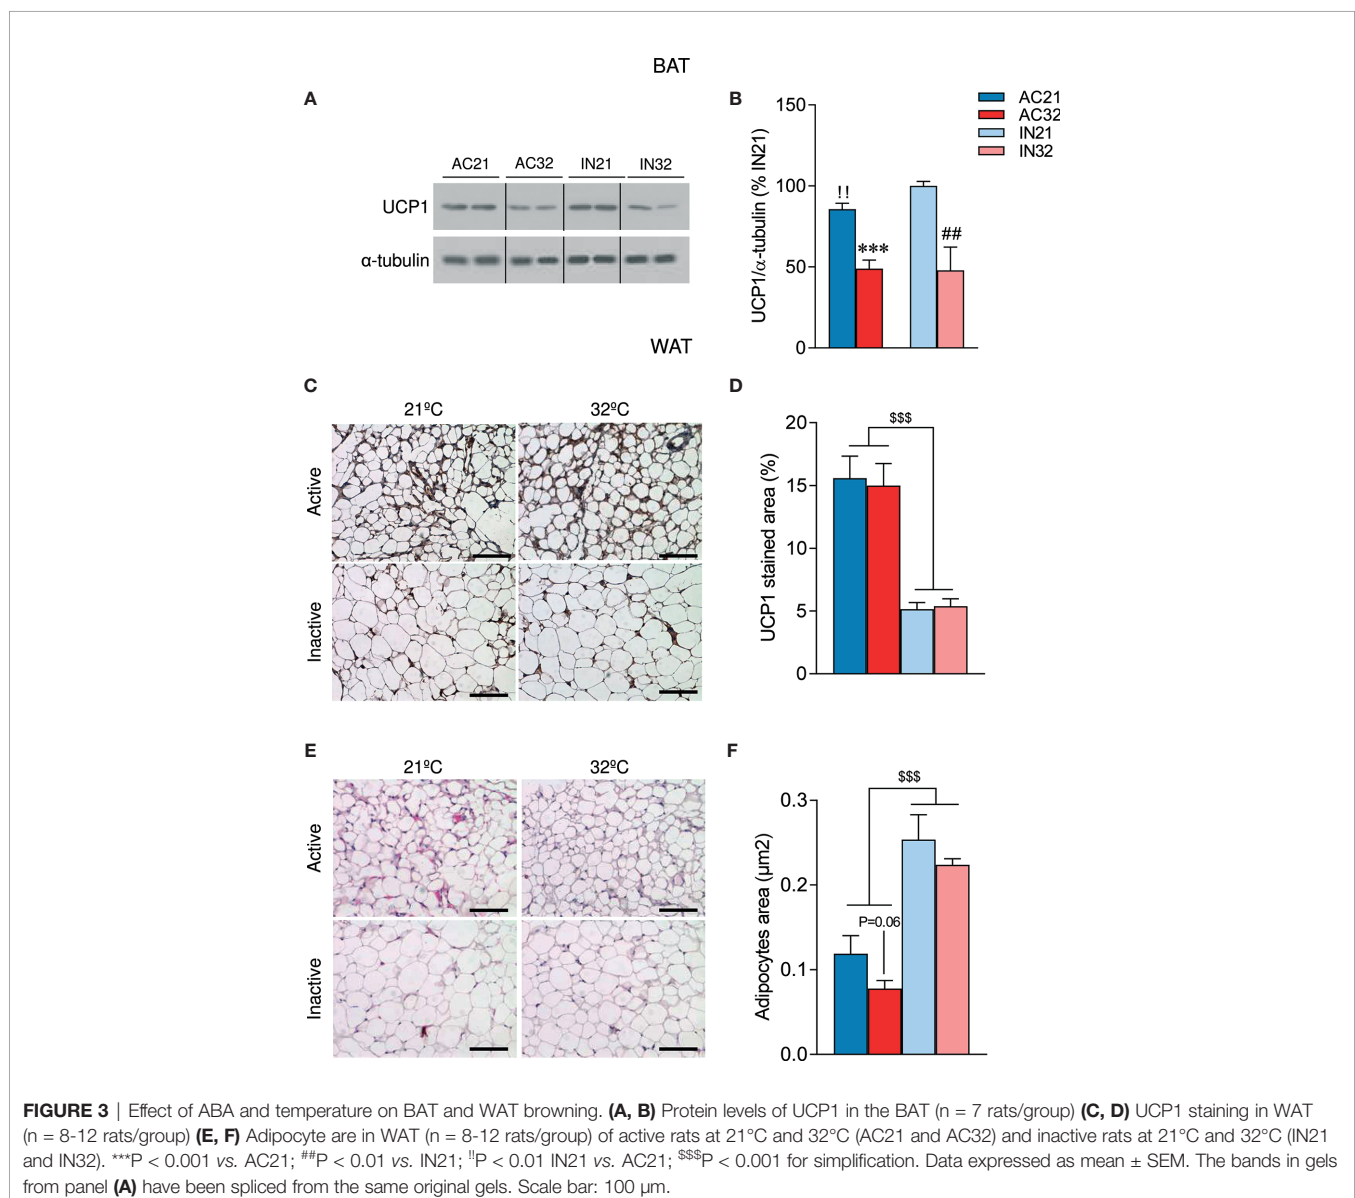 BAT
A
AC21 AC32 IN21 IN32
UCP1
α-tubulin
B
UCP1/α-tubulin (% IN21)
150
100
50
0
!!
***
##
AC21
AC32
IN21
IN32
WAT
C
21ºC 32ºC
Active
Inactive
D
UCP1 stained area (%)
20
15
10
5
0
$$$
E
21ºC 32ºC
Active
Inactive
F
Adipocytes area (μm2)
0.3
0.2
0.1
0.0
$$$
P=0.06
FIGURE 3 | Effect of ABA and temperature on BAT and WAT browning. (A, B) Protein levels of UCP1 in the BAT (n = 7 rats/group) (C, D) UCP1 staining in WAT
(n = 8-12 rats/group) (E, F) Adipocyte are in WAT (n = 8-12 rats/group) of active rats at 21°C and 32°C (AC21 and AC32) and inactive rats at 21°C and 32°C (IN21
and IN32). ***P < 0.001 vs. AC21; ##P < 0.01 vs. IN21; !!P < 0.01 IN21 vs. AC21; $$$P < 0.001 for simplification. Data expressed as mean ± SEM. The bands in gels
from panel (A) have been spliced from the same original gels. Scale bar: 100 μm.